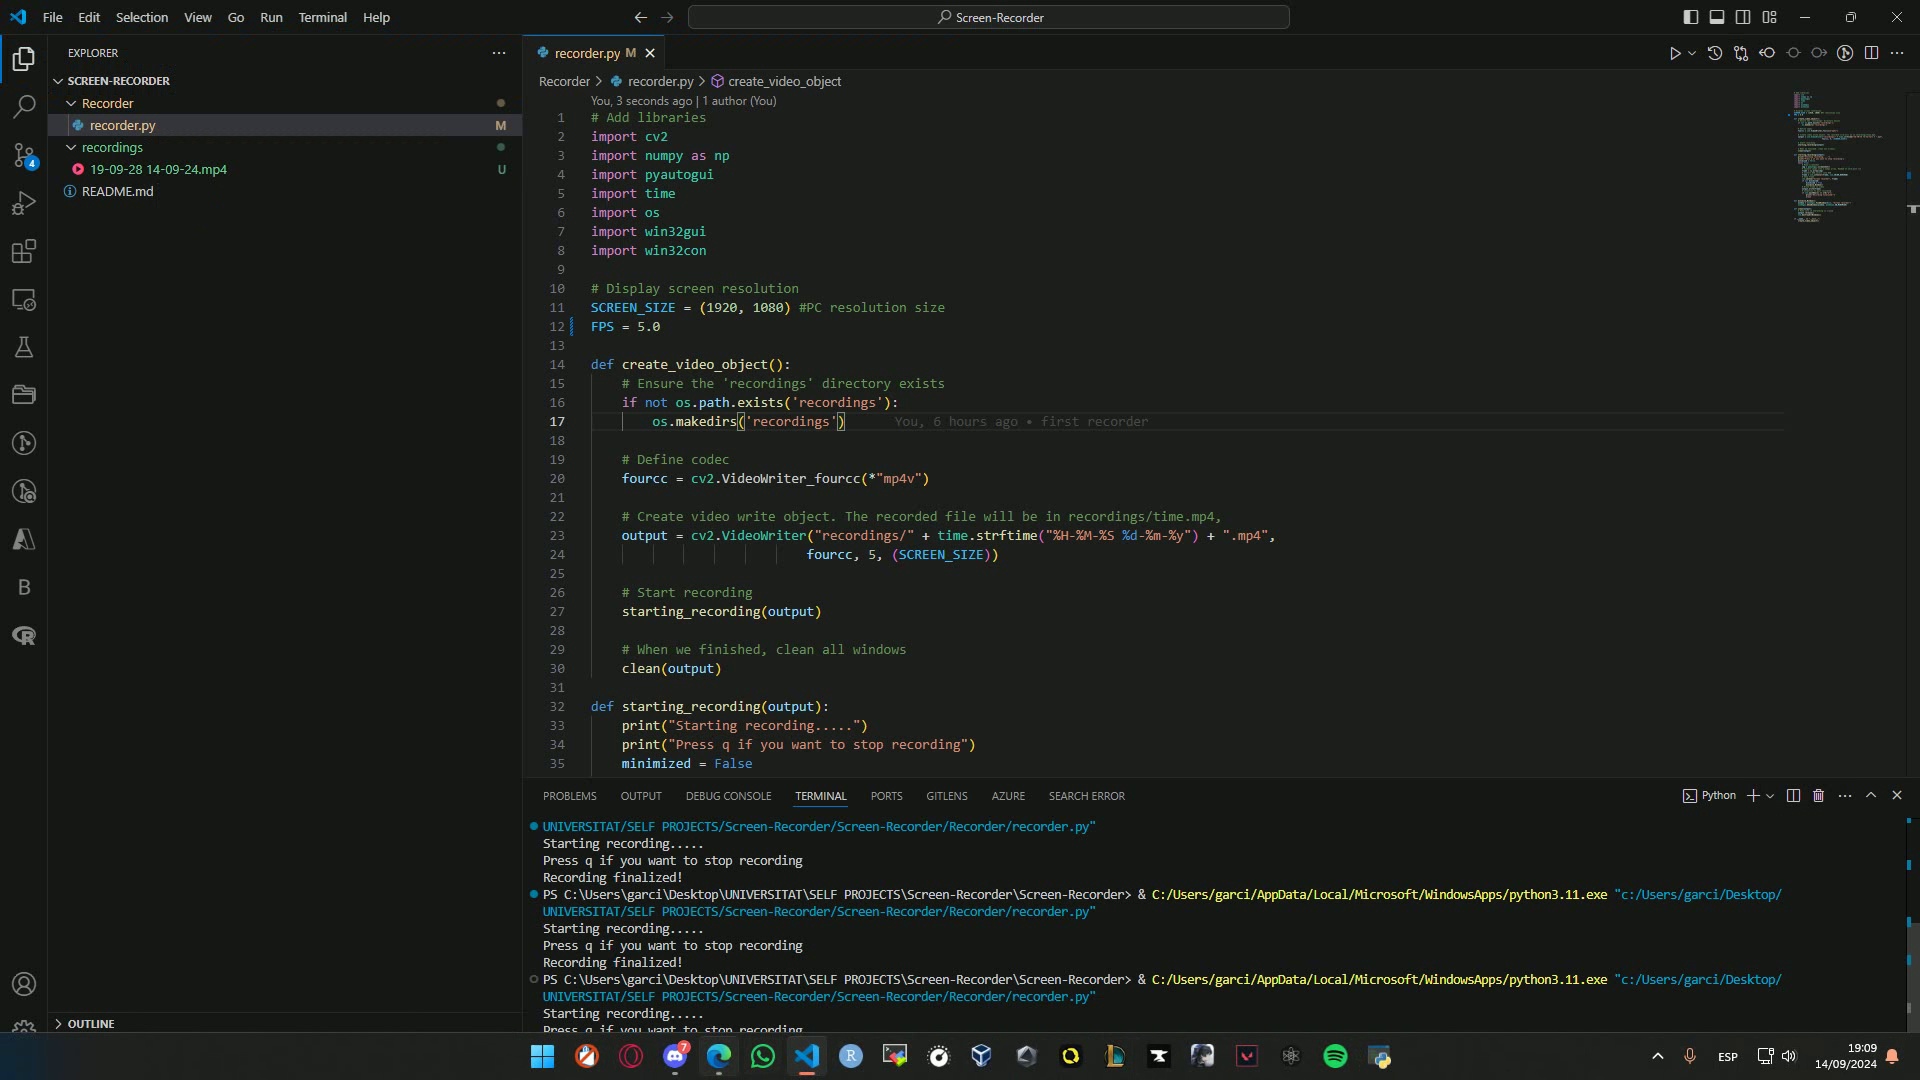 File Edit Selection View Go Run Terminal Help
Screen-Recorder
EXPLORER
SCREEN-RECORDER
Recorder
recorder.py M
recordings
19-09-28 14-09-24.mp4 U
README.md
OUTLINE
recorder.py M
Recorder > recorder.py > create_video_object
You, 3 seconds ago | 1 author (You)
1 # Add libraries
2 import cv2
3 import numpy as np
4 import pyautogui
5 import time
6 import os
7 import win32gui
8 import win32con
9
10 # Display screen resolution
11 SCREEN_SIZE = (1920, 1080) #PC resolution size
12 FPS = 5.0
13
14 def create_video_object():
15 # Ensure the 'recordings' directory exists
16 if not os.path.exists('recordings'):
17 os.makedirs('recordings') You, 6 hours ago • first recorder
18
19 # Define codec
20 fourcc = cv2.VideoWriter_fourcc(*"mp4v")
21
22 # Create video write object. The recorded file will be in recordings/time.mp4,
23 output = cv2.VideoWriter("recordings/" + time.strftime("%H-%M-%S %d-%m-%y") + ".mp4",
24 fourcc, 5, (SCREEN_SIZE))
25
26 # Start recording
27 starting_recording(output)
28
29 # When we finished, clean all windows
30 clean(output)
31
32 def starting_recording(output):
33 print("Starting recording.....")
34 print("Press q if you want to stop recording")
35 minimized = False
PROBLEMS OUTPUT DEBUG CONSOLE TERMINAL PORTS GITLENS AZURE SEARCH ERROR
Python
UNIVERSITAT/SELF PROJECTS/Screen-Recorder/Screen-Recorder/Recorder/recorder.py"
Starting recording.....
Press q if you want to stop recording
Recording finalized!
PS C:\Users\garci\Desktop\UNIVERSITAT\SELF PROJECTS\Screen-Recorder\Screen-Recorder> & C:/Users/garci/AppData/Local/Microsoft/WindowsApps/python3.11.exe "c:/Users/garci/Desktop/
UNIVERSITAT/SELF PROJECTS/Screen-Recorder/Screen-Recorder/Recorder/recorder.py"
Starting recording.....
Press q if you want to stop recording
Recording finalized!
PS C:\Users\garci\Desktop\UNIVERSITAT\SELF PROJECTS\Screen-Recorder\Screen-Recorder> & C:/Users/garci/AppData/Local/Microsoft/WindowsApps/python3.11.exe "c:/Users/garci/Desktop/
UNIVERSITAT/SELF PROJECTS/Screen-Recorder/Screen-Recorder/Recorder/recorder.py"
Starting recording.....
Press q if you want to stop recording
4
B
R
7
R
ESP
19:09
14/09/2024